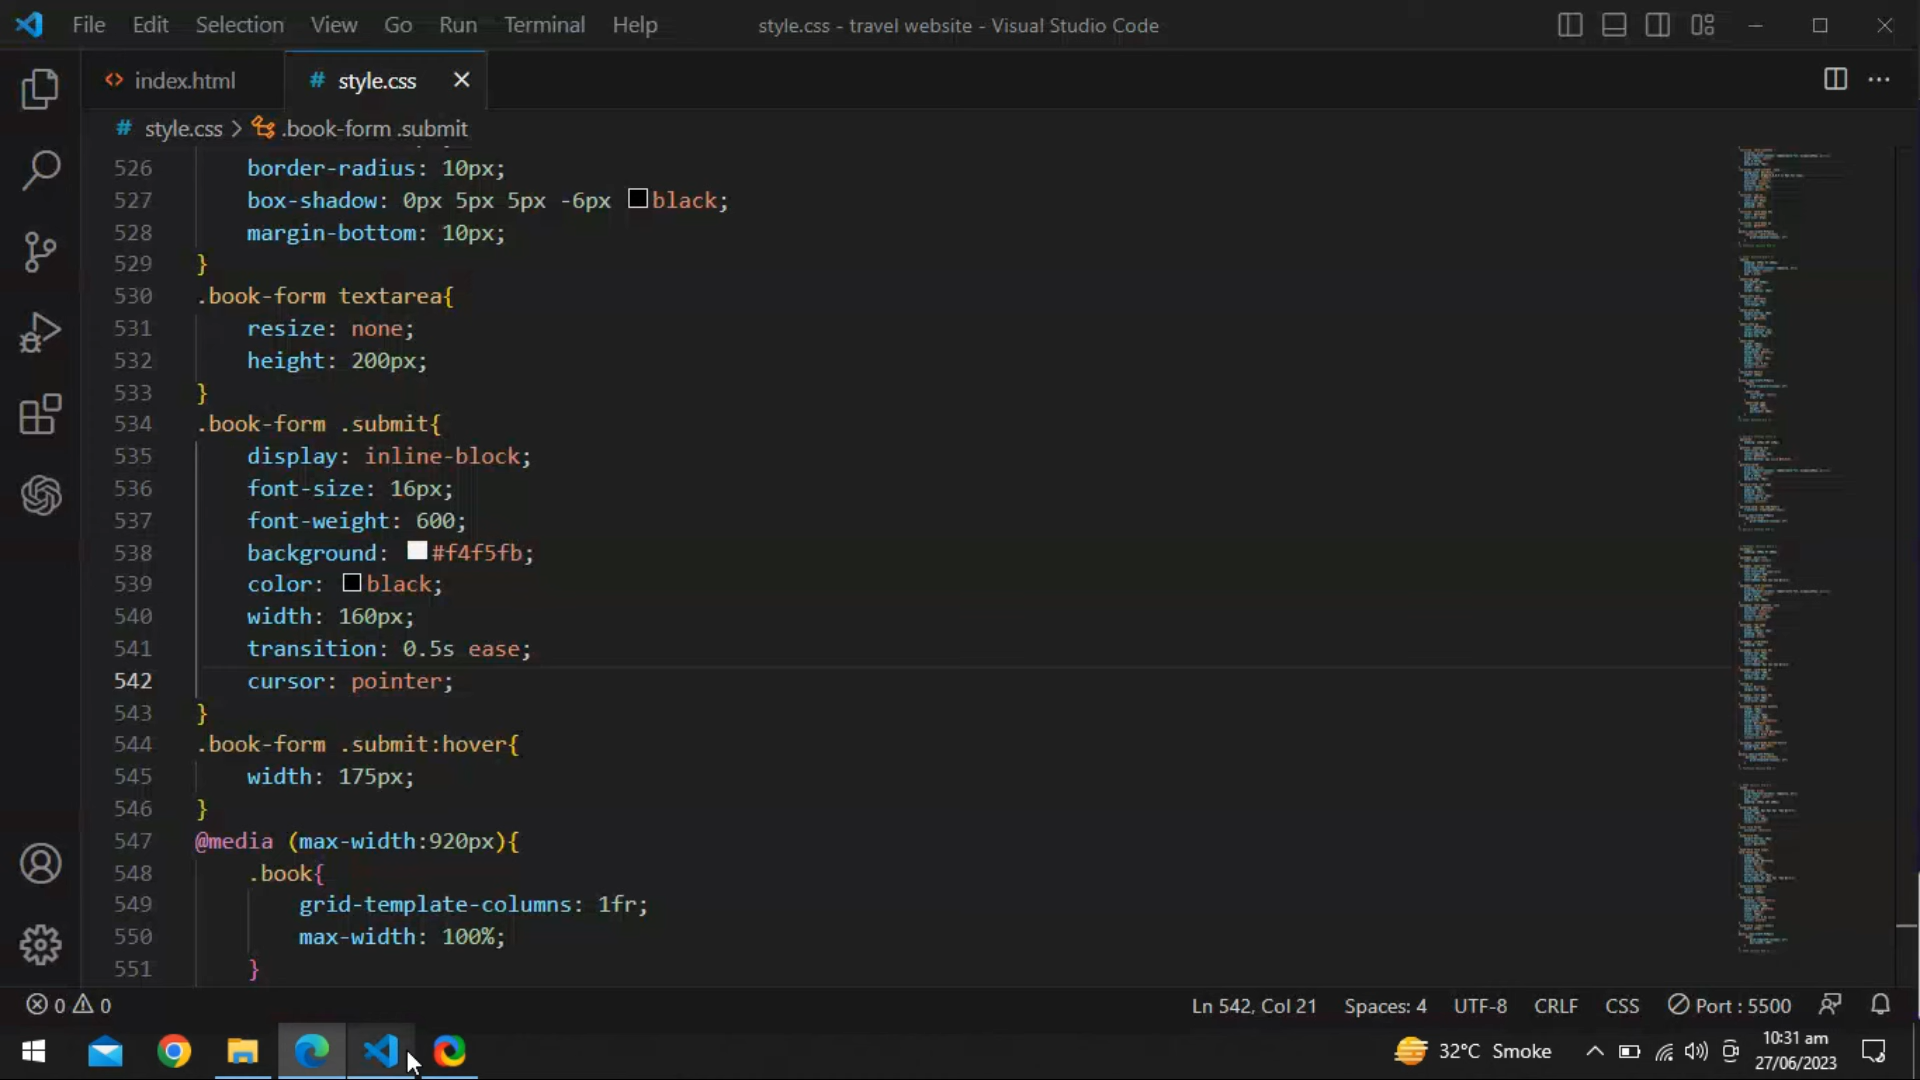 File Edit Selection View Go Run Terminal Help style.css - travel website - Visual Studio Code
<> index.html # style.css
# style.css > .book-form .submit
526 border-radius: 10px;
527 box-shadow: 0px 5px 5px -6px black;
528 margin-bottom: 10px;
529 }
530 .book-form textarea{
531 resize: none;
532 height: 200px;
533 }
534 .book-form .submit{
535 display: inline-block;
536 font-size: 16px;
537 font-weight: 600;
538 background: #f4f5fb;
539 color: black;
540 width: 160px;
541 transition: 0.5s ease;
542 cursor: pointer;
543 }
544 .book-form .submit:hover{
545 width: 175px;
546 }
547 @media (max-width:920px){
548 .book{
549 grid-template-columns: 1fr;
550 max-width: 100%;
551 }
0 0 Ln 542, Col 21 Spaces: 4 UTF-8 CRLF CSS Port : 5500
32°C Smoke 10:31 am
27/06/2023